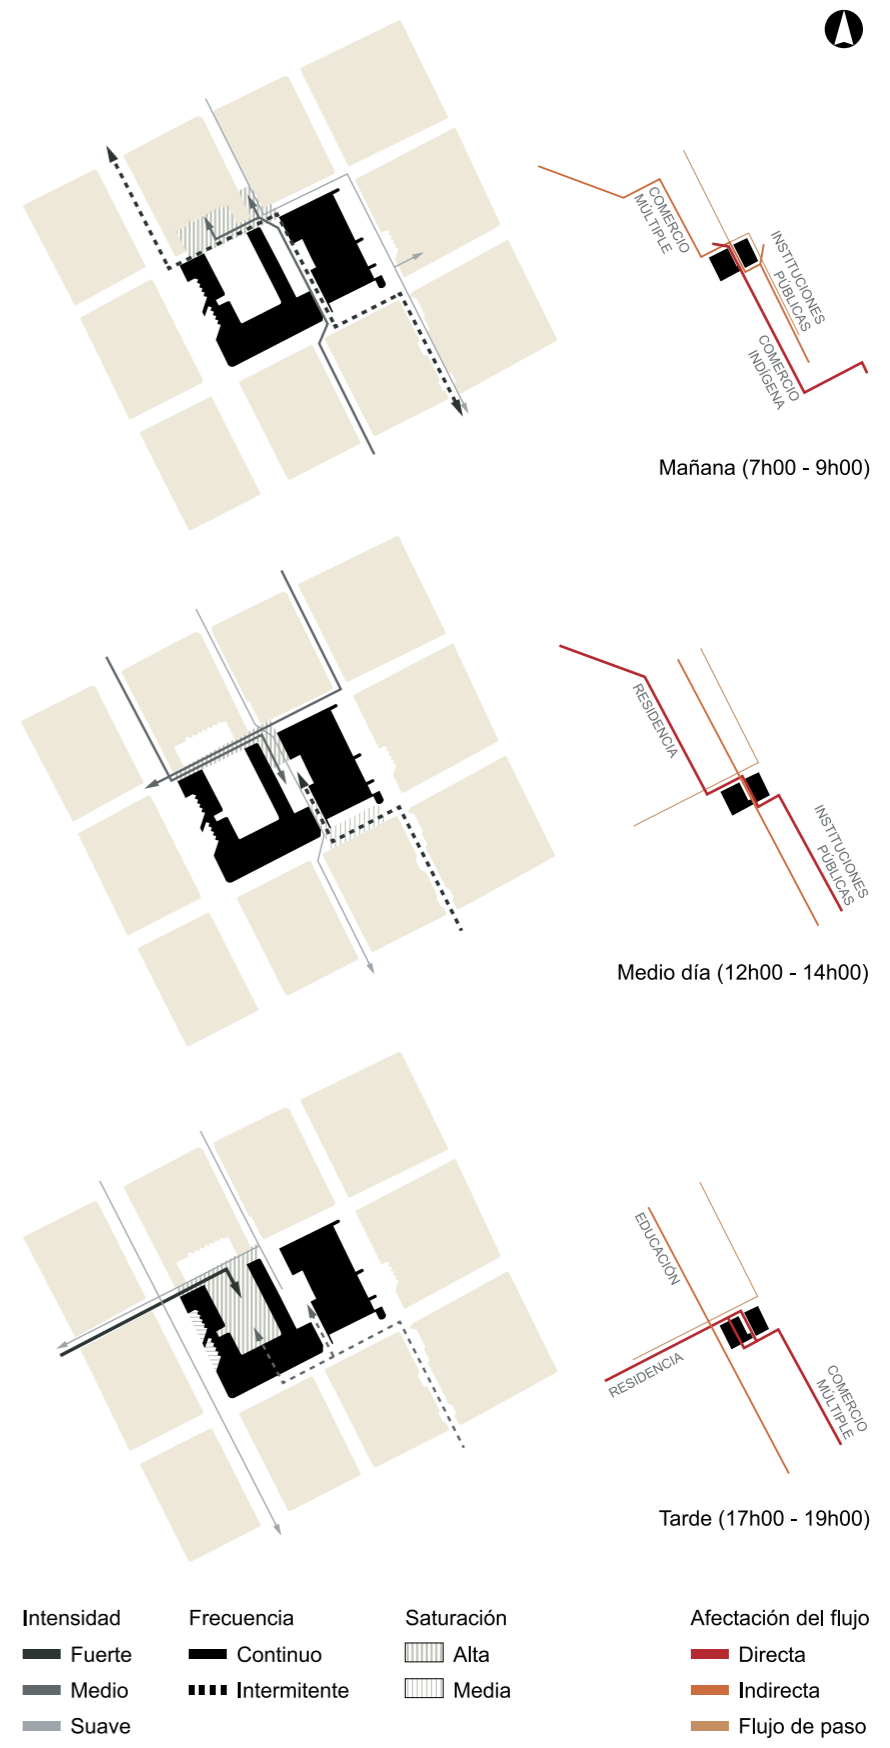 COMERCIO
MÚLTIPLE
INSTITUCIONES
PÚBLICAS
COMERCIO
INDÍGENA
Mañana (7h00 - 9h00)
RESIDENCIA
INSTITUCIONES
PÚBLICAS
Medio día (12h00 - 14h00)
EDUCACIÓN
RESIDENCIA
COMERCIO
MÚLTIPLE
Tarde (17h00 - 19h00)
Intensidad
Fuerte
Medio
Suave
Frecuencia
Continuo
Intermitente
Saturación
Alta
Media
Afectación del flujo
Directa
Indirecta
Flujo de paso